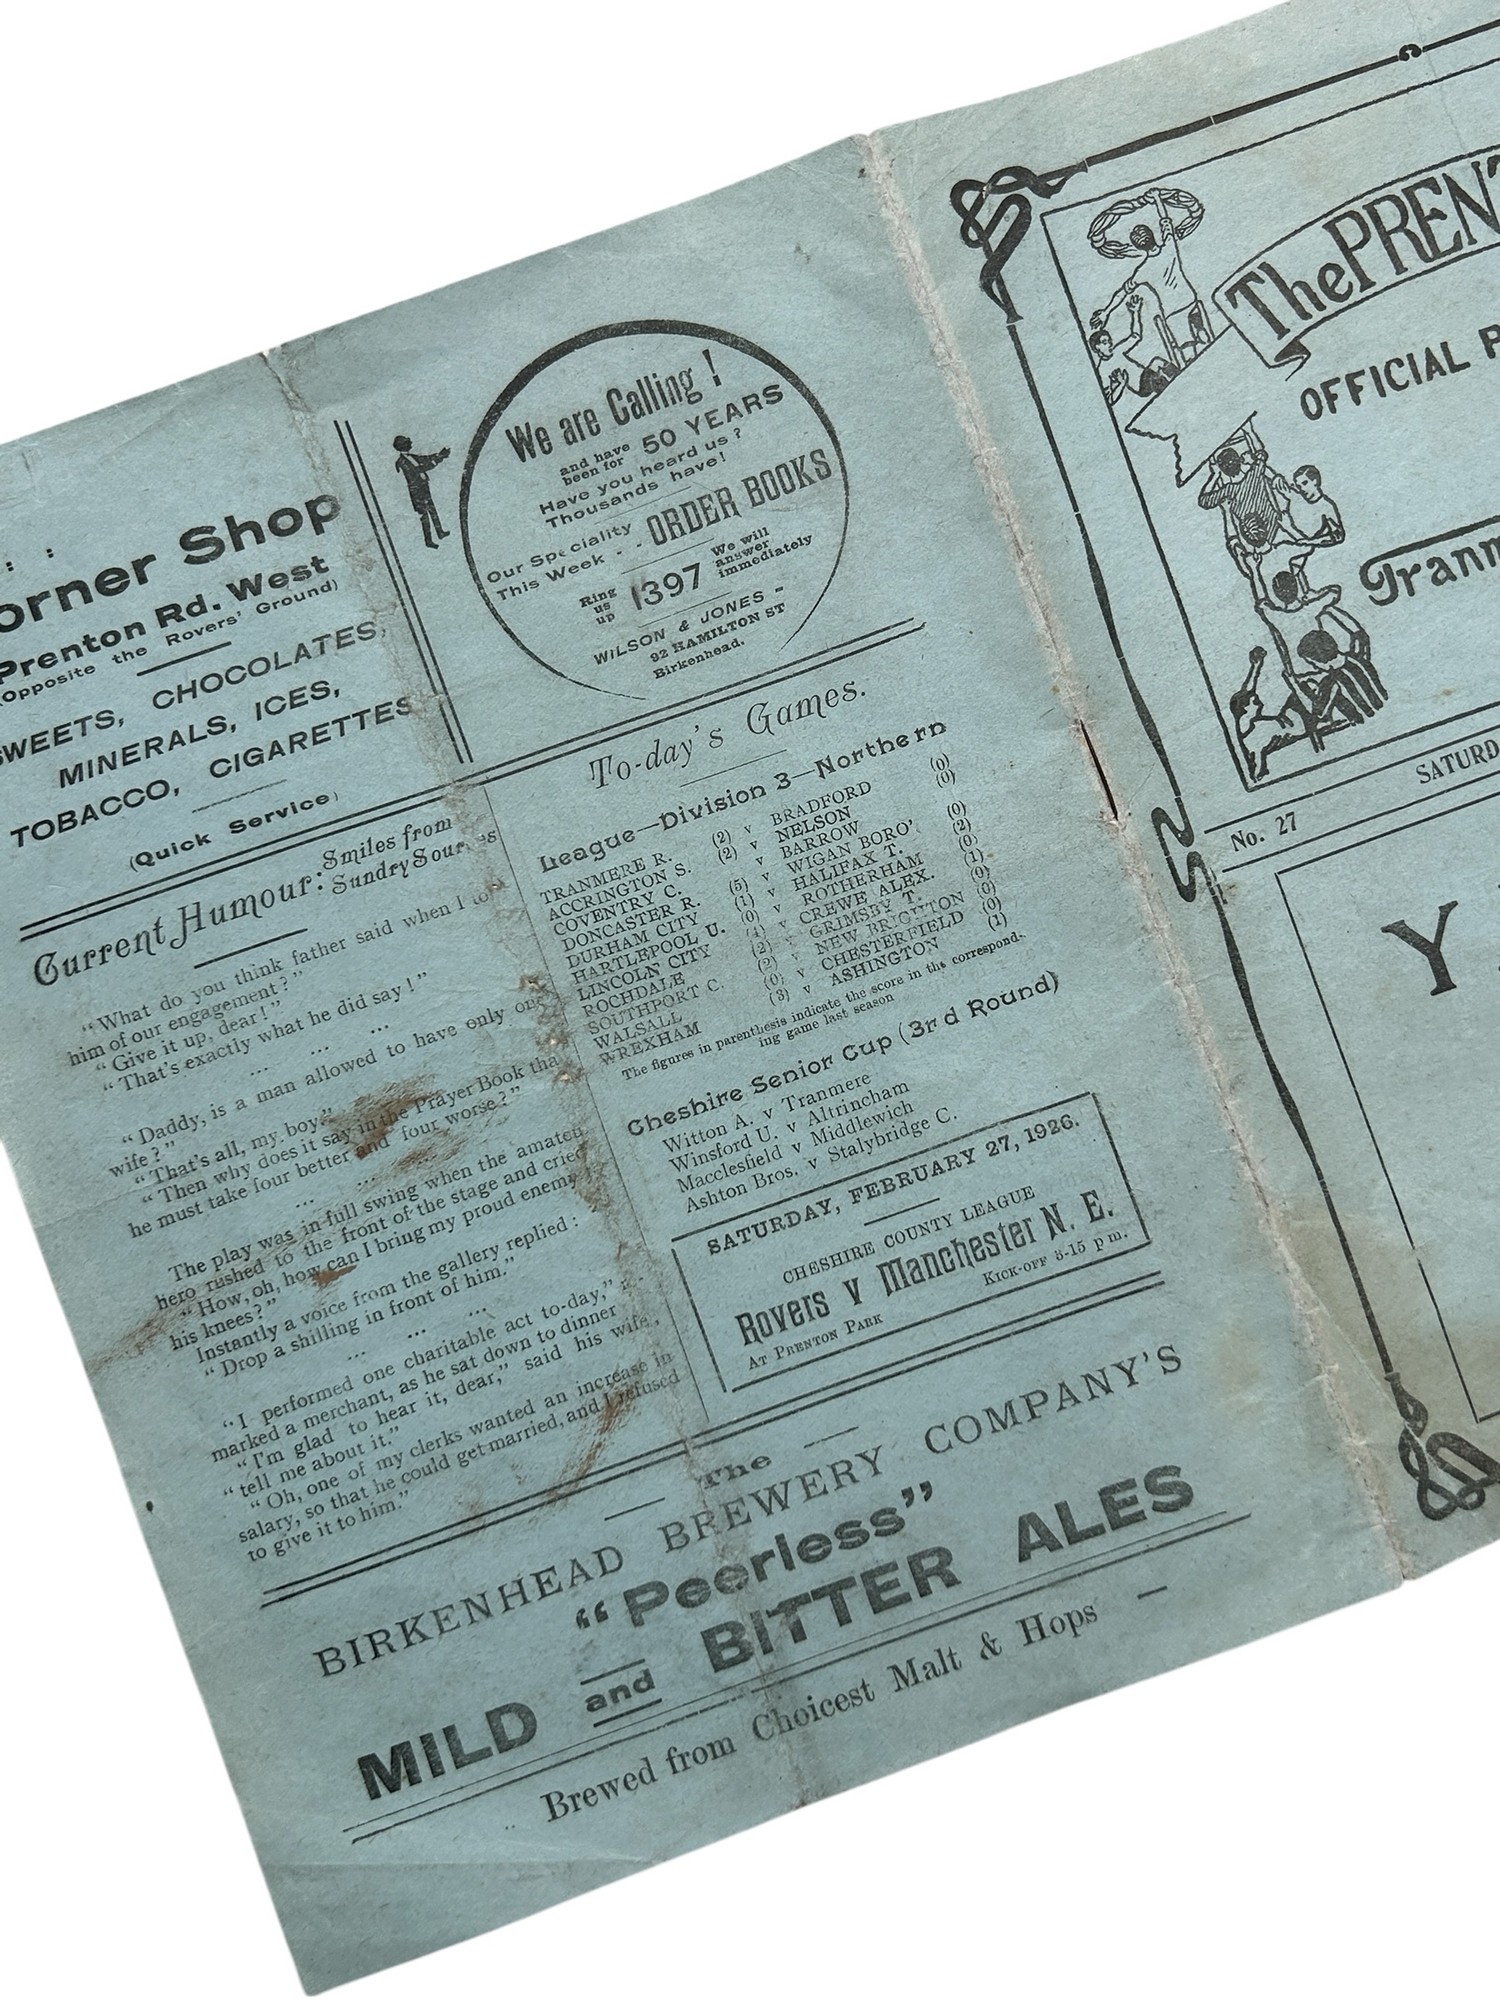 orner Shop
Prenton Rd. West
(Opposite the Rovers' Ground)
SWEETS, CHOCOLATES,
MINERALS, ICES,
TOBACCO, CIGARETTES
(Quick Service)
We are Calling !
and have been for 50 YEARS
Have you heard us ?
Thousands have!
Our Speciality
This Week - - ORDER BOOKS
Ring us up 1397 We will answer immediately
WILSON & JONES -
92 HAMILTON ST
Birkenhead.
Current Humour: Smiles from
Sundry Sources
"What do you think father said when I to
him of our engagement?"
"Give it up, dear!"
"That's exactly what he did say!"
... ... ...
"Daddy, is a man allowed to have only one
wife?"
"That's all, my boy."
"Then why does it say in the Prayer Book tha
he must take four better and four worse?"
... ... ...
The play was in full swing when the amateu
hero rushed to the front of the stage and cried
"How, oh, how can I bring my proud enemy
his knees?"
Instantly a voice from the gallery replied :
"Drop a shilling in front of him."
... ... ...
"I performed one charitable act to-day," r
marked a merchant, as he sat down to dinner
"I'm glad to hear it, dear," said his wife,
"tell me about it."
"Oh, one of my clerks wanted an increase in
salary, so that he could get married, and I refused
to give it to him."
To-day's Games.
League—Division 3—Northern
TRANMERE R. (2) v BRADFORD (0)
ACCRINGTON S. (2) v NELSON (0)
COVENTRY C. v BARROW
DONCASTER R. (5) v WIGAN BORO' (0)
DURHAM CITY (1) v HALIFAX T. (2)
HARTLEPOOL U. (0) v ROTHERHAM (0)
LINCOLN CITY (4) v CREWE ALEX. (1)
ROCHDALE (2) v GRIMSBY T. (0)
SOUTHPORT C. (2) v NEW BRIGHTON (0)
WALSALL (0) v CHESTERFIELD (0)
WREXHAM (3) v ASHINGTON (1)
The figures in parenthesis indicate the score in the correspond-
ing game last season
Cheshire Senior Cup (3rd Round)
Witton A. v Tranmere
Winsford U. v Altrincham
Macclesfield v Middlewich
Ashton Bros. v Stalybridge C.
SATURDAY, FEBRUARY 27, 1926.
CHESHIRE COUNTY LEAGUE
Rovers v Manchester N. E.
AT PRENTON PARK KICK-OFF 3-15 p m.
The
BIRKENHEAD BREWERY COMPANY'S
"Peerless"
MILD and BITTER ALES
Brewed from Choicest Malt & Hops
The PRENT
OFFICIAL P
Tranm
SATURD
No. 27
Y